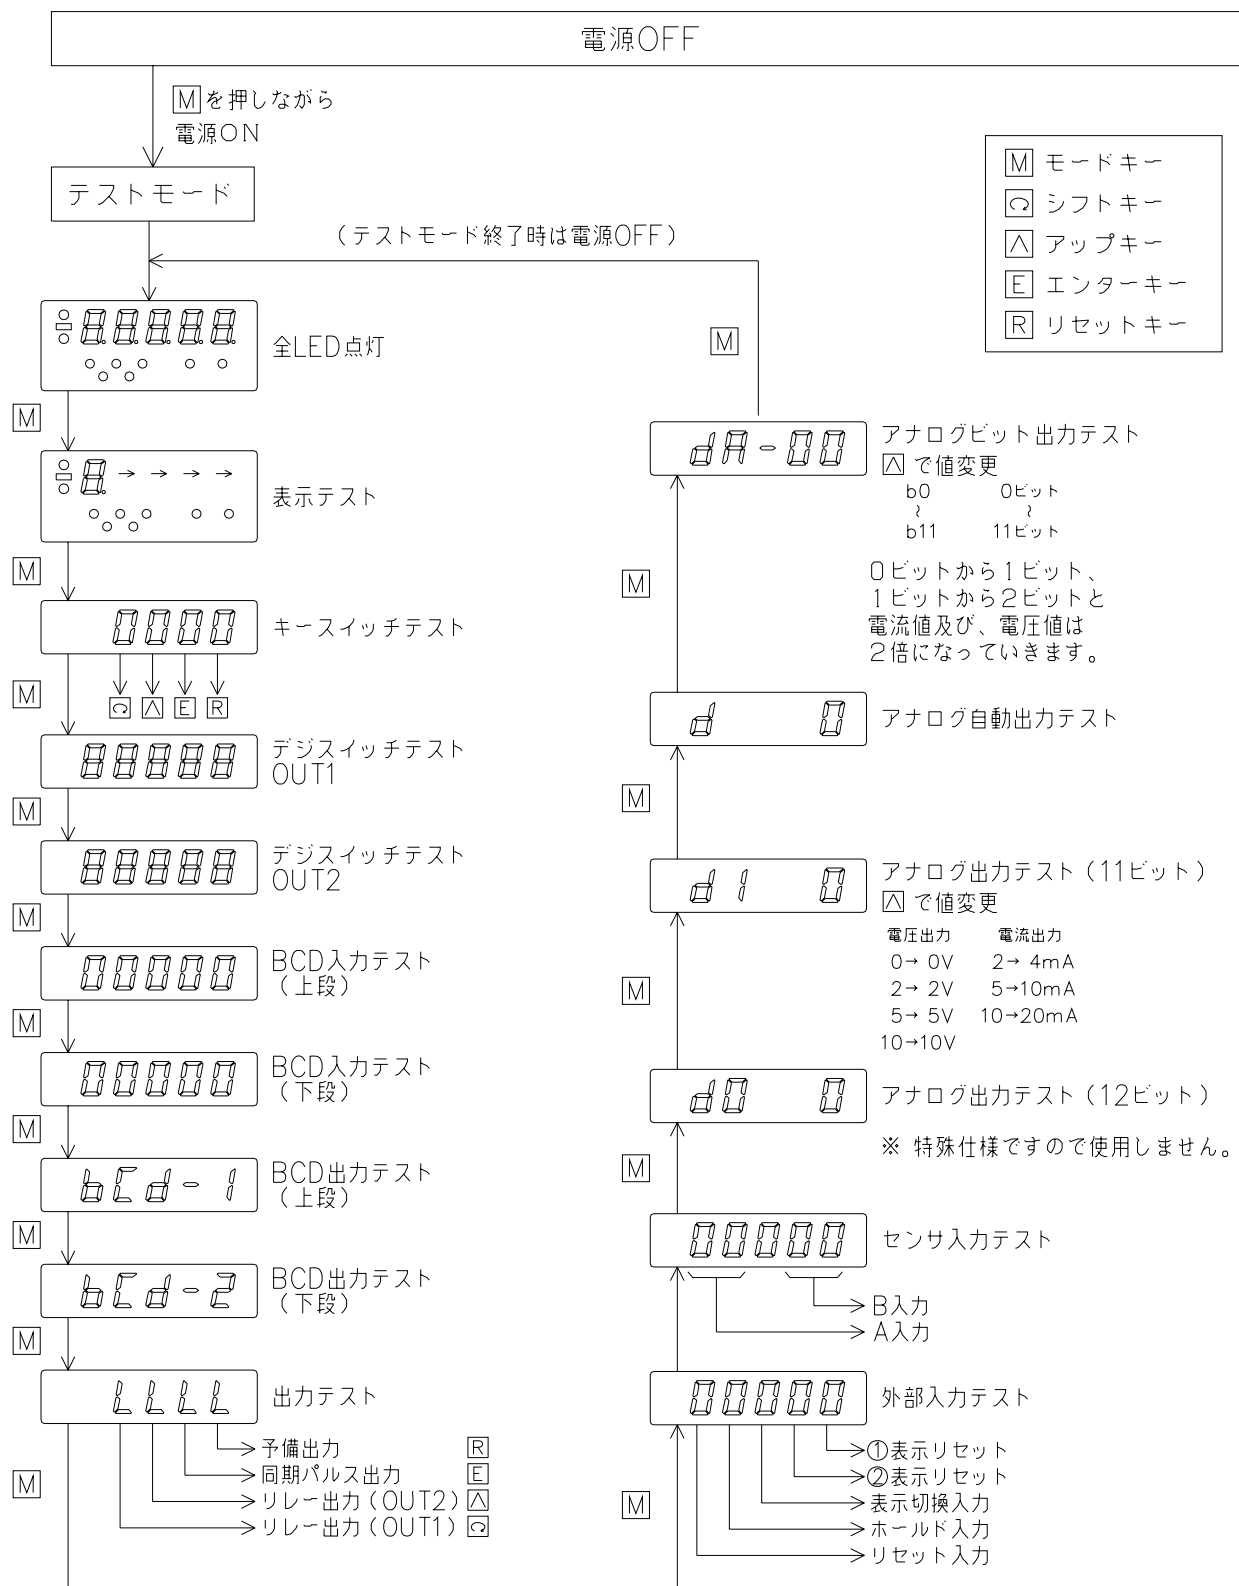 電源OFF
Mを押しながら
電源ON
テストモード
(テストモード終了時は電源OFF)
M モードキー
シフトキー
アップキー
E エンターキー
R リセットキー
8.8.8.8.8.
全LED点灯
M
8. → → → →
表示テスト
M
0000
キースイッチテスト
M
E R
88888
デジスイッチテスト
OUT1
M
88888
デジスイッチテスト
OUT2
M
00000
BCD入力テスト
(上段)
M
00000
BCD入力テスト
(下段)
M
bCd-1
BCD出力テスト
(上段)
M
bCd-2
BCD出力テスト
(下段)
M
LLLL
出力テスト
予備出力 R
同期パルス出力 E
リレー出力(OUT2)
リレー出力(OUT1)
M
M
dA-00
アナログビット出力テスト
で値変更
b0 0ビット
~ ~
b11 11ビット
0ビットから1ビット、
1ビットから2ビットと
電流値及び、電圧値は
2倍になっていきます。
M
d 0
アナログ自動出力テスト
M
d1 0
アナログ出力テスト(11ビット)
で値変更
電圧出力 電流出力
0→ 0V 2→ 4mA
2→ 2V 5→10mA
5→ 5V 10→20mA
10→10V
M
d0 0
アナログ出力テスト(12ビット)
※ 特殊仕様ですので使用しません。
M
00000
センサ入力テスト
B入力
A入力
00000
外部入力テスト
①表示リセット
②表示リセット
表示切換入力
ホールド入力
リセット入力
M